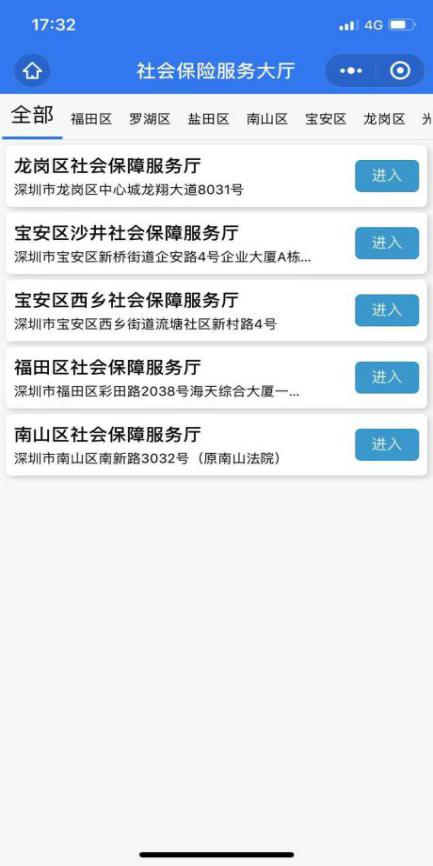 17:32
4G
社会保险服务大厅
全部 福田区 罗湖区 盐田区 南山区 宝安区 龙岗区
龙岗区社会保障服务厅
深圳市龙岗区中心城龙翔大道8031号
进入
宝安区沙井社会保障服务厅
深圳市宝安区新桥街道企安路4号企业大厦A栋...
进入
宝安区西乡社会保障服务厅
深圳市宝安区西乡街道流塘社区新村路4号
进入
福田区社会保障服务厅
深圳市福田区彩田路2038号海天综合大厦一...
进入
南山区社会保障服务厅
深圳市南山区南新路3032号（原南山法院）
进入